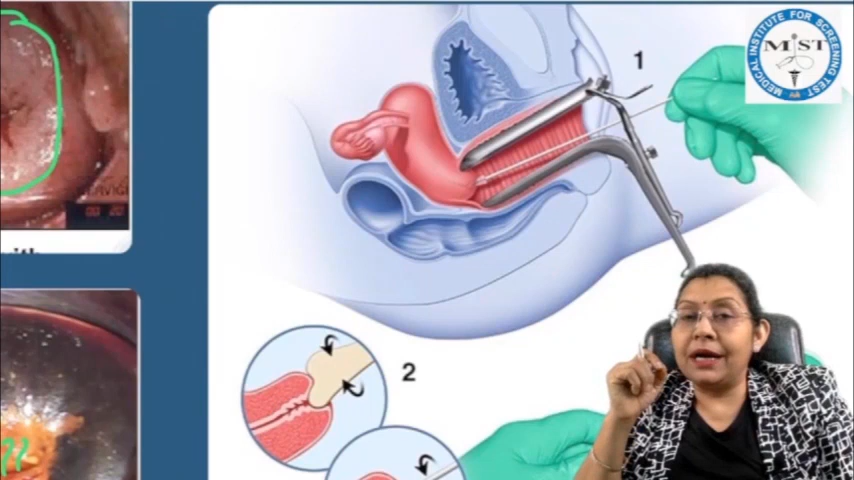 1
MEDICAL INSTITUTE FOR SCREENING TEST
MIST
2